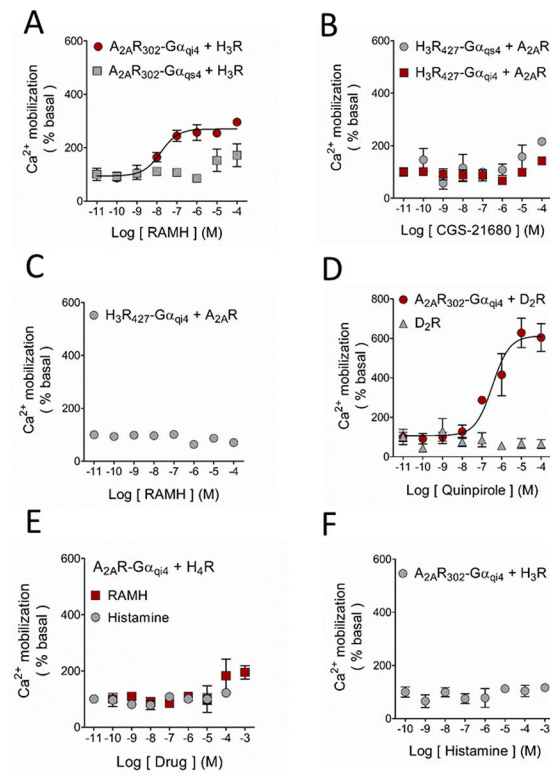 A
Ca2+ mobilization
( % basal )
600
400
200
0
A2AR302-Gαqi4 + H3R
A2AR302-Gαqs4 + H3R
-11 -10 -9 -8 -7 -6 -5 -4
Log [ RAMH ] (M)
B
Ca2+ mobilization
( % basal )
600
400
200
0
H3R427-Gαqs4 + A2AR
H3R427-Gαqi4 + A2AR
-11 -10 -9 -8 -7 -6 -5 -4
Log [ CGS-21680 ] (M)
C
Ca2+ mobilization
( % basal )
600
400
200
0
H3R427-Gαqi4 + A2AR
-11 -10 -9 -8 -7 -6 -5 -4
Log [ RAMH ] (M)
D
Ca2+ mobilization
( % basal )
800
600
400
200
0
A2AR302-Gαqi4 + D2R
D2R
-11 -10 -9 -8 -7 -6 -5 -4
Log [ Quinpirole ] (M)
E
Ca2+ mobilization
( % basal )
600
400
200
0
A2AR-Gαqi4 + H4R
RAMH
Histamine
-11 -10 -9 -8 -7 -6 -5 -4 -3
Log [ Drug ] (M)
F
Ca2+ mobilization
( % basal )
600
400
200
0
A2AR302-Gαqi4 + H3R
-10 -9 -8 -7 -6 -5 -4 -3
Log [ Histamine ] (M)